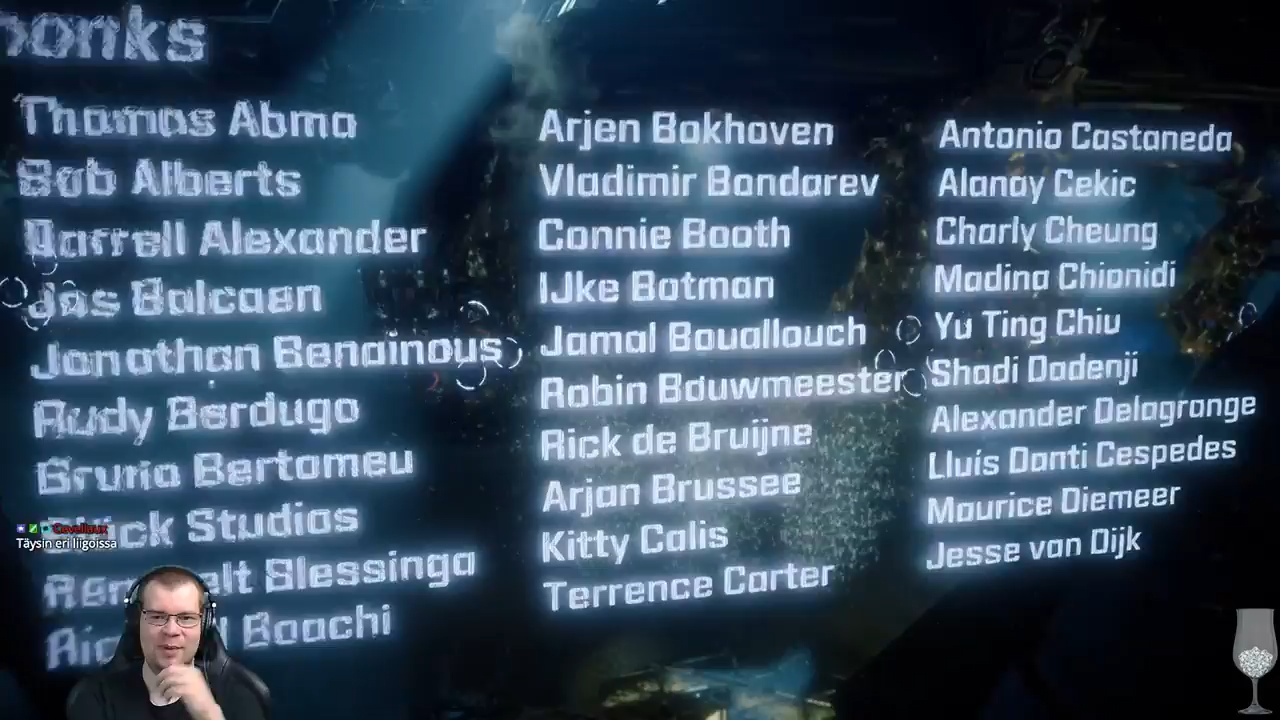 Thomas Abma
Bob Alberts
Darrell Alexander
Jos Balcaen
Jonathan Benainous
Rudy Berdugo
Bruno Bertomeu
Studios
Blessinga
Baachi
Arjen Bakhoven
Vladimir Bondarev
Connie Booth
IJke Botman
Jamal Bouallouch
Robin Bouwmeester
Rick de Bruijne
Arjan Brussee
Kitty Calis
Terrence Carter
Antonio Castaneda
Alanay Cekic
Charly Cheung
Madina Chionidi
Yu Ting Chiu
Shadi Dadenji
Alexander Delagrange
Lluís Danti Cespedes
Maurice Diemeer
Jesse van Dijk
Täysin eri liigoissa